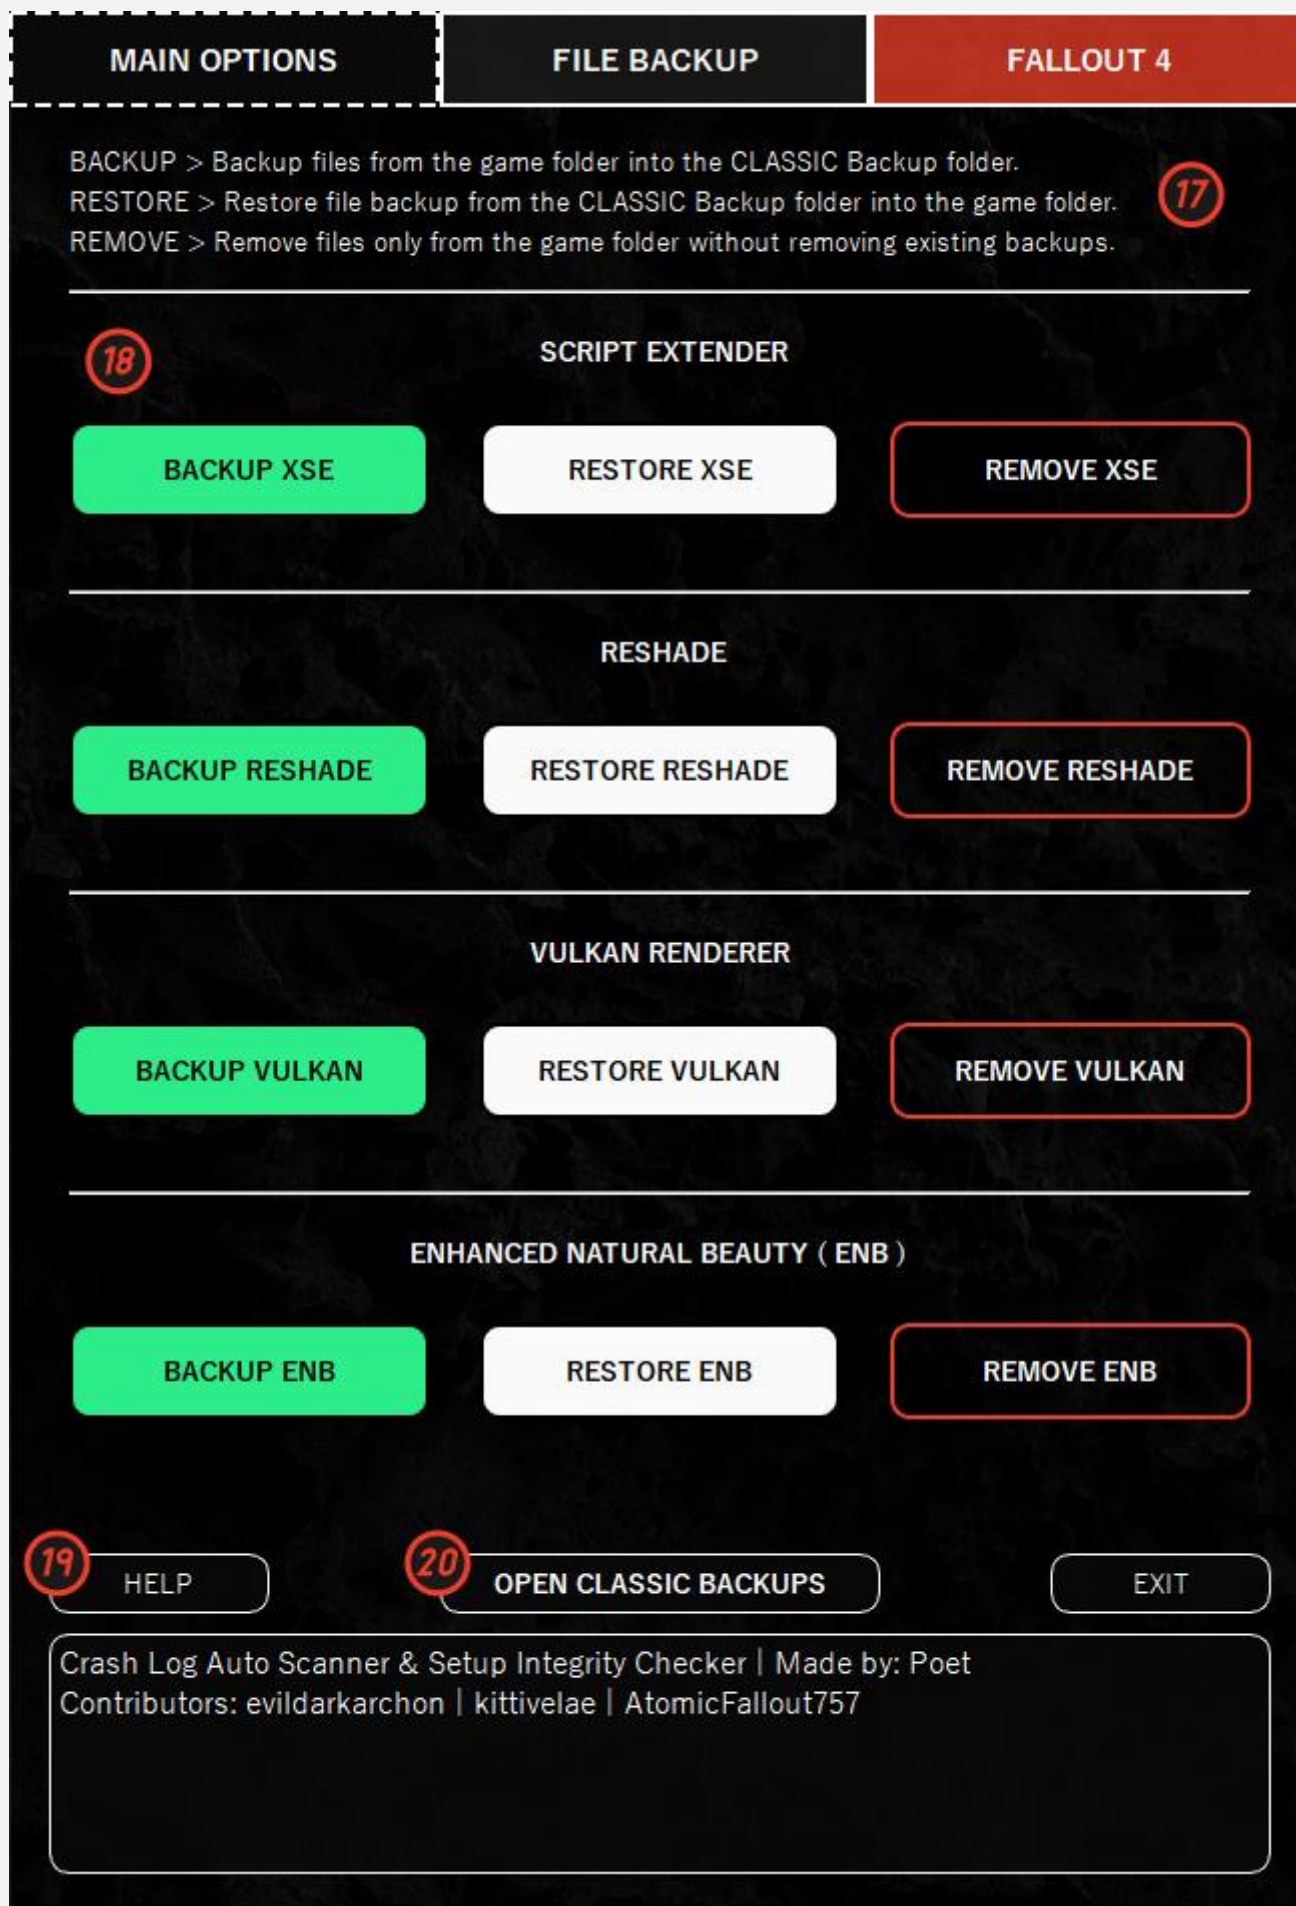 MAIN OPTIONS FILE BACKUP FALLOUT 4
BACKUP > Backup files from the game folder into the CLASSIC Backup folder.
RESTORE > Restore file backup from the CLASSIC Backup folder into the game folder.
17
REMOVE > Remove files only from the game folder without removing existing backups.
18
SCRIPT EXTENDER
BACKUP XSE RESTORE XSE REMOVE XSE
RESHADE
BACKUP RESHADE RESTORE RESHADE REMOVE RESHADE
VULKAN RENDERER
BACKUP VULKAN RESTORE VULKAN REMOVE VULKAN
ENHANCED NATURAL BEAUTY ( ENB )
BACKUP ENB RESTORE ENB REMOVE ENB
19 20
HELP OPEN CLASSIC BACKUPS EXIT
Crash Log Auto Scanner & Setup Integrity Checker | Made by: Poet
Contributors: evildarkarchon | kittivelae | AtomicFallout757